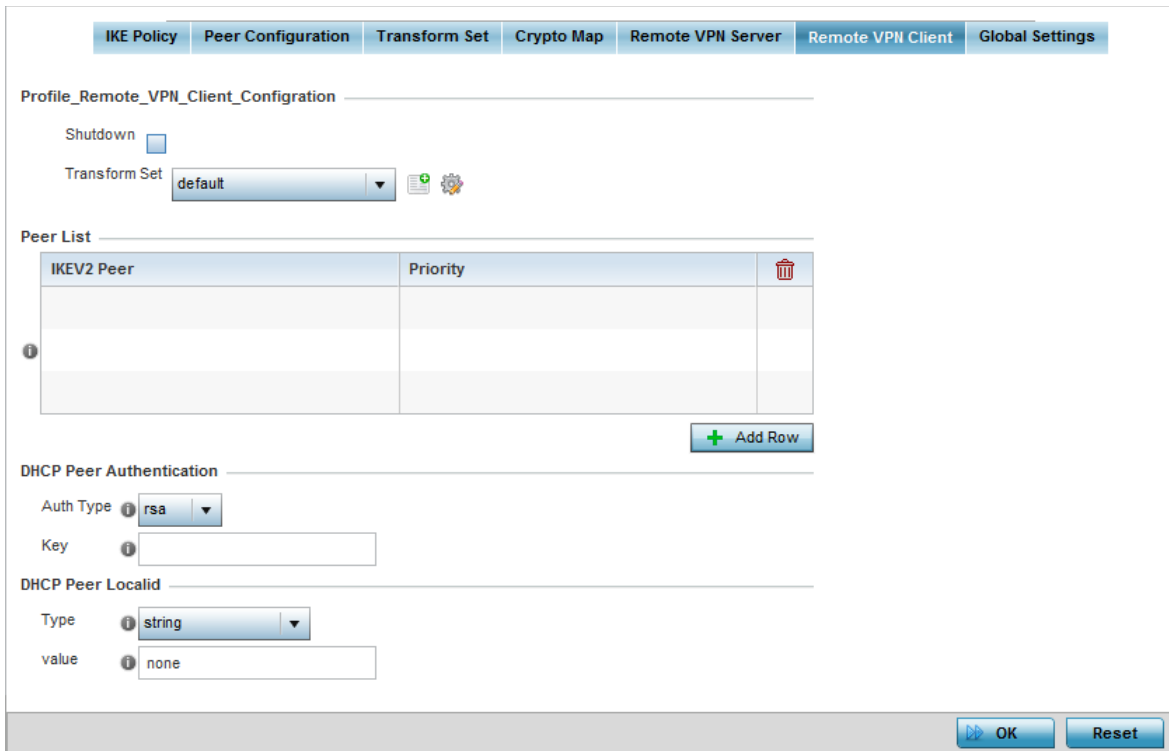 IKE Policy Peer Configuration Transform Set Crypto Map Remote VPN Server Remote VPN Client Global Settings
Profile_Remote_VPN_Client_Configration
Shutdown
Transform Set default
Peer List
IKEV2 Peer Priority
Add Row
DHCP Peer Authentication
Auth Type rsa
Key
DHCP Peer Localid
Type string
value none
OK Reset